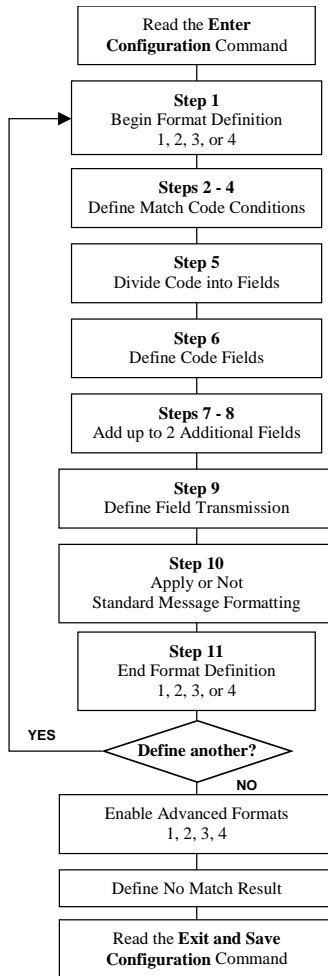 Read the Enter
Configuration Command
Step 1
Begin Format Definition
1, 2, 3, or 4
Steps 2 - 4
Define Match Code Conditions
Step 5
Divide Code into Fields
Step 6
Define Code Fields
Steps 7 - 8
Add up to 2 Additional Fields
Step 9
Define Field Transmission
Step 10
Apply or Not
Standard Message Formatting
Step 11
End Format Definition
1, 2, 3, or 4
YES
Define another?
NO
Enable Advanced Formats
1, 2, 3, 4
Define No Match Result
Read the Exit and Save
Configuration Command